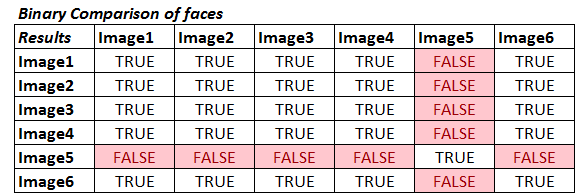 Binary Comparison of faces
Results Image1 Image2 Image3 Image4 Image5 Image6
Image1 TRUE TRUE TRUE TRUE FALSE TRUE
Image2 TRUE TRUE TRUE TRUE FALSE TRUE
Image3 TRUE TRUE TRUE TRUE FALSE TRUE
Image4 TRUE TRUE TRUE TRUE FALSE TRUE
Image5 FALSE FALSE FALSE FALSE TRUE FALSE
Image6 TRUE TRUE TRUE TRUE FALSE TRUE